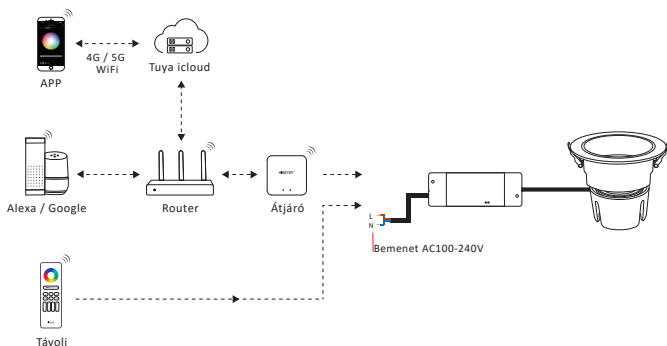 4G / 5G
WiFi
APP
Tuya icloud
Alexa / Google
Router
Átjáró
L
N
Bemenet AC100-240V
Távoli